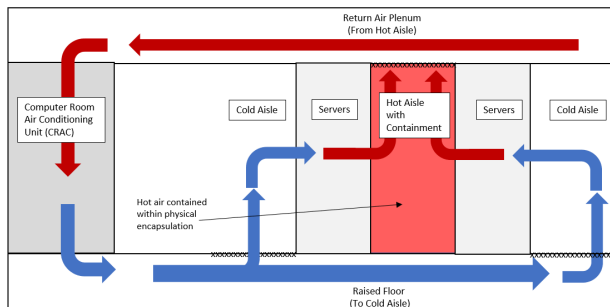 Return Air Plenum
(From Hot Aisle)
Computer Room
Air Conditioning
Unit (CRAC)
Cold Aisle
Servers
Hot Aisle
with
Containment
Servers
Cold Aisle
Hot air contained
within physical
encapsulation
Raised Floor
(To Cold Aisle)